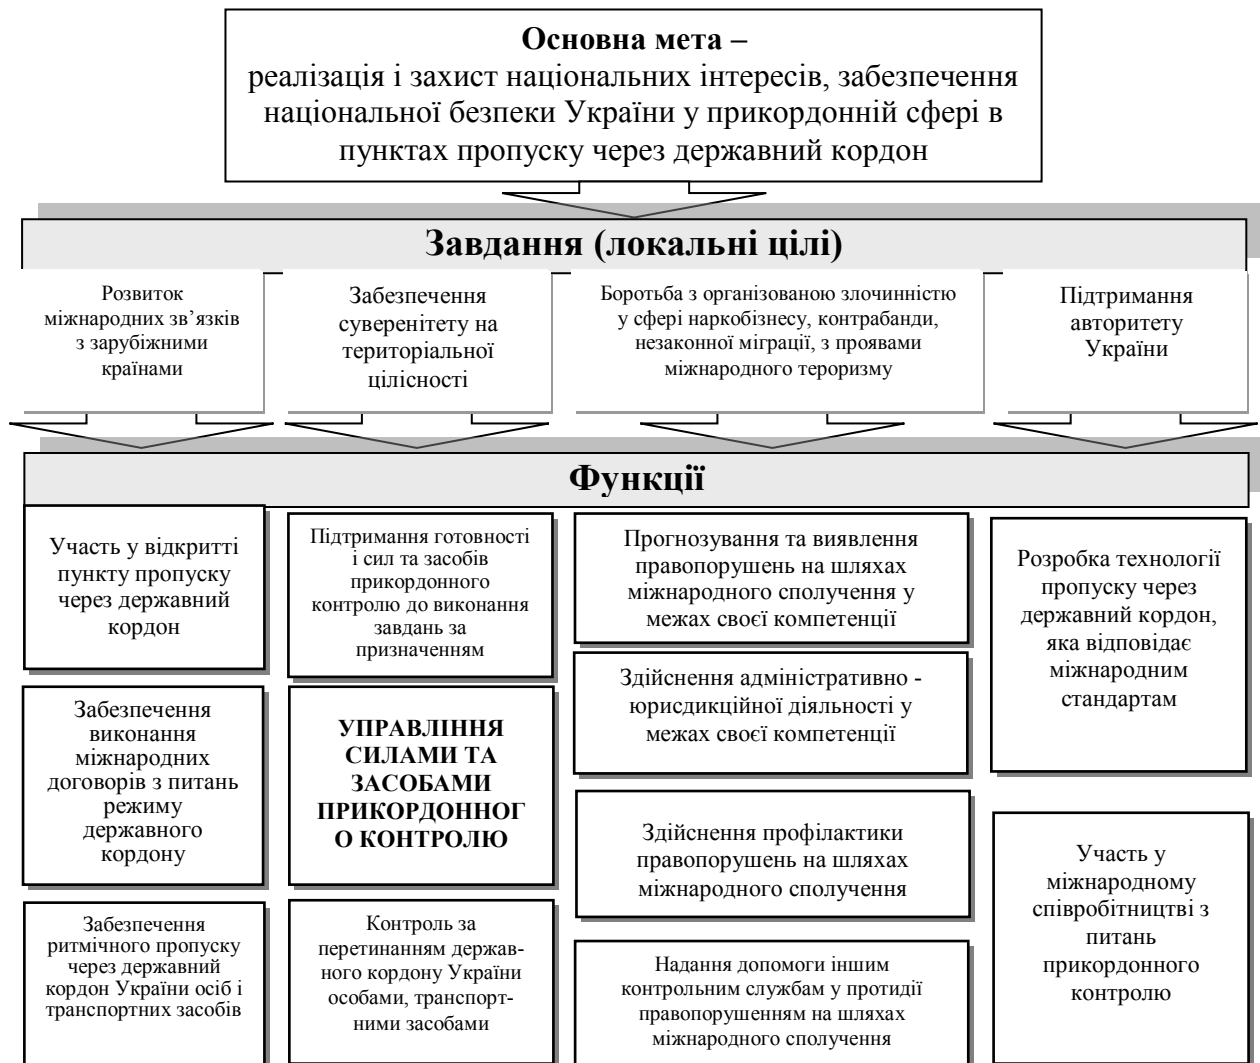 Основна мета –
реалізація і захист національних інтересів, забезпечення
національної безпеки України у прикордонній сфері в
пунктах пропуску через державний кордон
Завдання (локальні цілі)
Розвиток
міжнародних зв’язків
з зарубіжними
країнами
Забезпечення
суверенітету на
територіальної
цілісності
Боротьба з організованою злочинністю
у сфері наркобізнесу, контрабанди,
незаконної міграції, з проявами
міжнародного тероризму
Підтримання
авторитету
України
Функції
Участь у відкритті
пункту пропуску
через державний
кордон
Забезпечення
виконання
міжнародних
договорів з питань
режиму
державного
кордону
Забезпечення
ритмічного пропуску
через державний
кордон України осіб і
транспортних засобів
Підтримання готовності
і сил та засобів
прикордонного
контролю до виконання
завдань за
призначенням
УПРАВЛІННЯ
СИЛАМИ ТА
ЗАСОБАМИ
ПРИКОРДОННОГ
О КОНТРОЛЮ
Контроль за
перетинанням держав-
ного кордону України
особами, транспорт-
ними засобами
Прогнозування та виявлення
правопорушень на шляхах
міжнародного сполучення у
межах своєї компетенції
Здійснення адміністративно -
юрисдикційної діяльності у
межах своєї компетенції
Здійснення профілактики
правопорушень на шляхах
міжнародного сполучення
Надання допомоги іншим
контрольним службам у протидії
правопорушенням на шляхах
міжнародного сполучення
Розробка технології
пропуску через
державний кордон,
яка відповідає
міжнародним
стандартам
Участь у
міжнародному
співробітництві з
питань
прикордонного
контролю